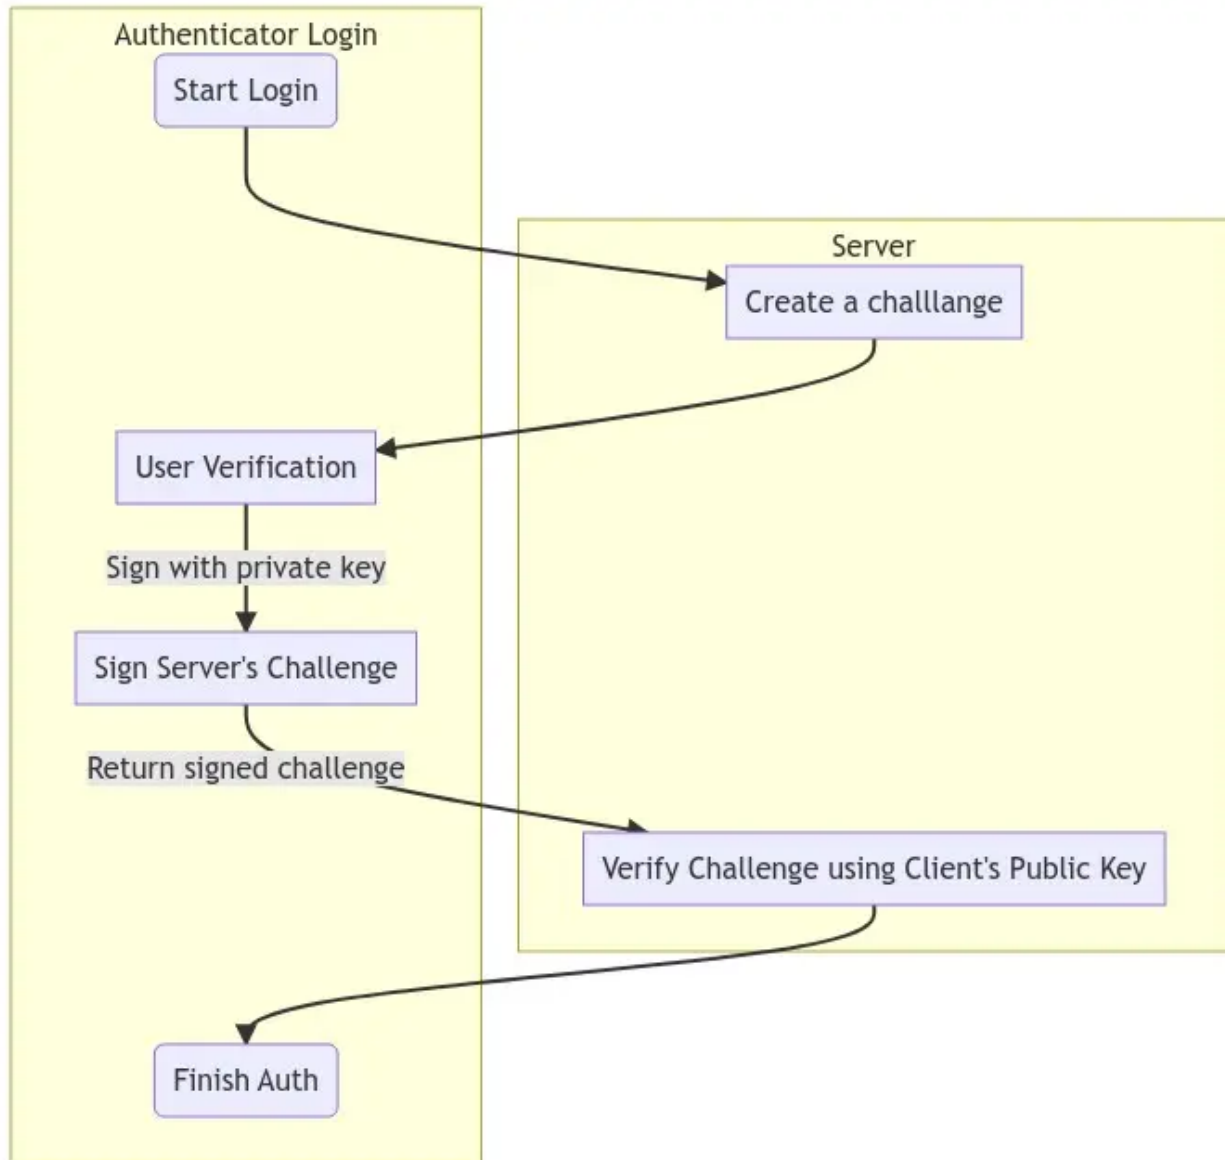 Authenticator Login
Start Login
Server
Create a challlange
User Verification
Sign with private key
Sign Server's Challenge
Return signed challenge
Verify Challenge using Client's Public Key
Finish Auth